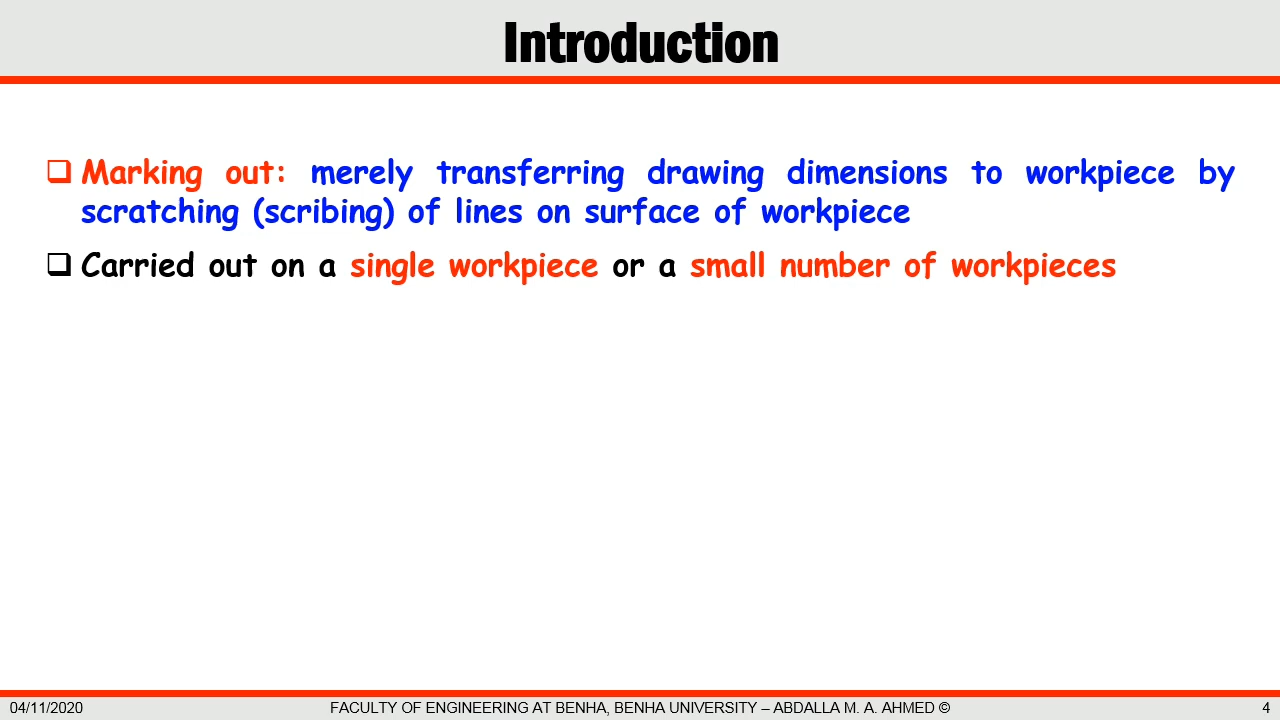 Introduction
Marking out: merely transferring drawing dimensions to workpiece by
scratching (scribing) of lines on surface of workpiece
Carried out on a single workpiece or a small number of workpieces
04/11/2020
FACULTY OF ENGINEERING AT BENHA, BENHA UNIVERSITY – ABDALLA M. A. AHMED ©
4